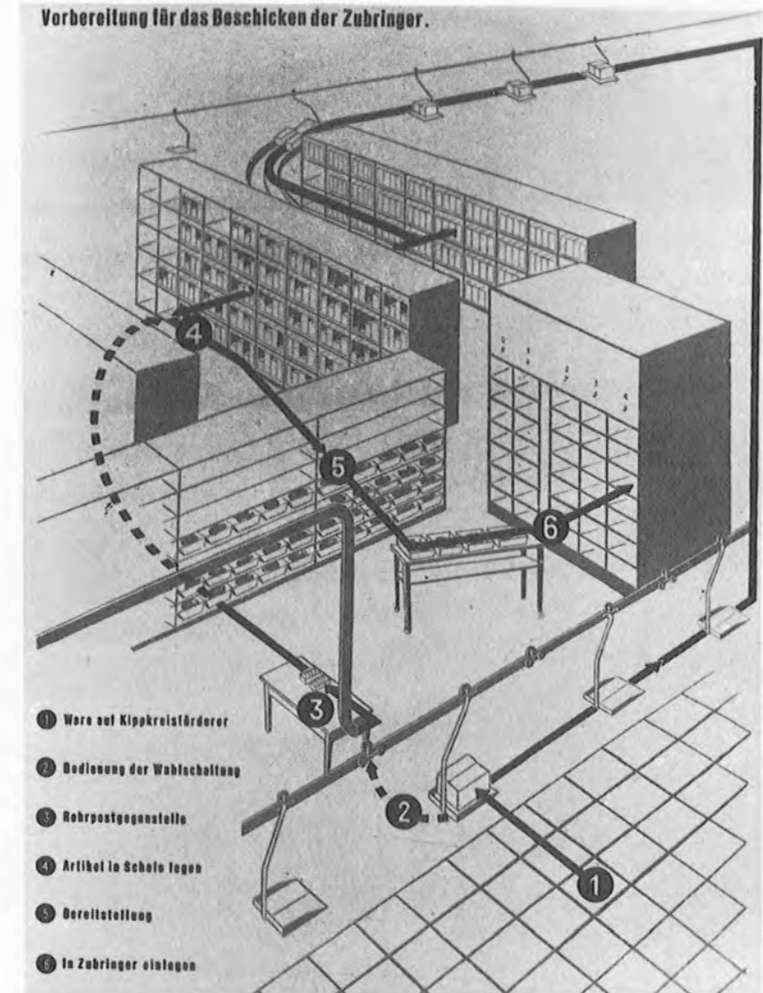 Vorbereitung für das Beschicken der Zubringer.
4
5
6
3
2
1
1 Ware auf Kippkreisförderer
2 Bedienung der Wahlschaltung
3 Rohrpostgegenstelle
4 Artikel in Schale legen
5 Bereitstellung
6 In Zubringer einlegen